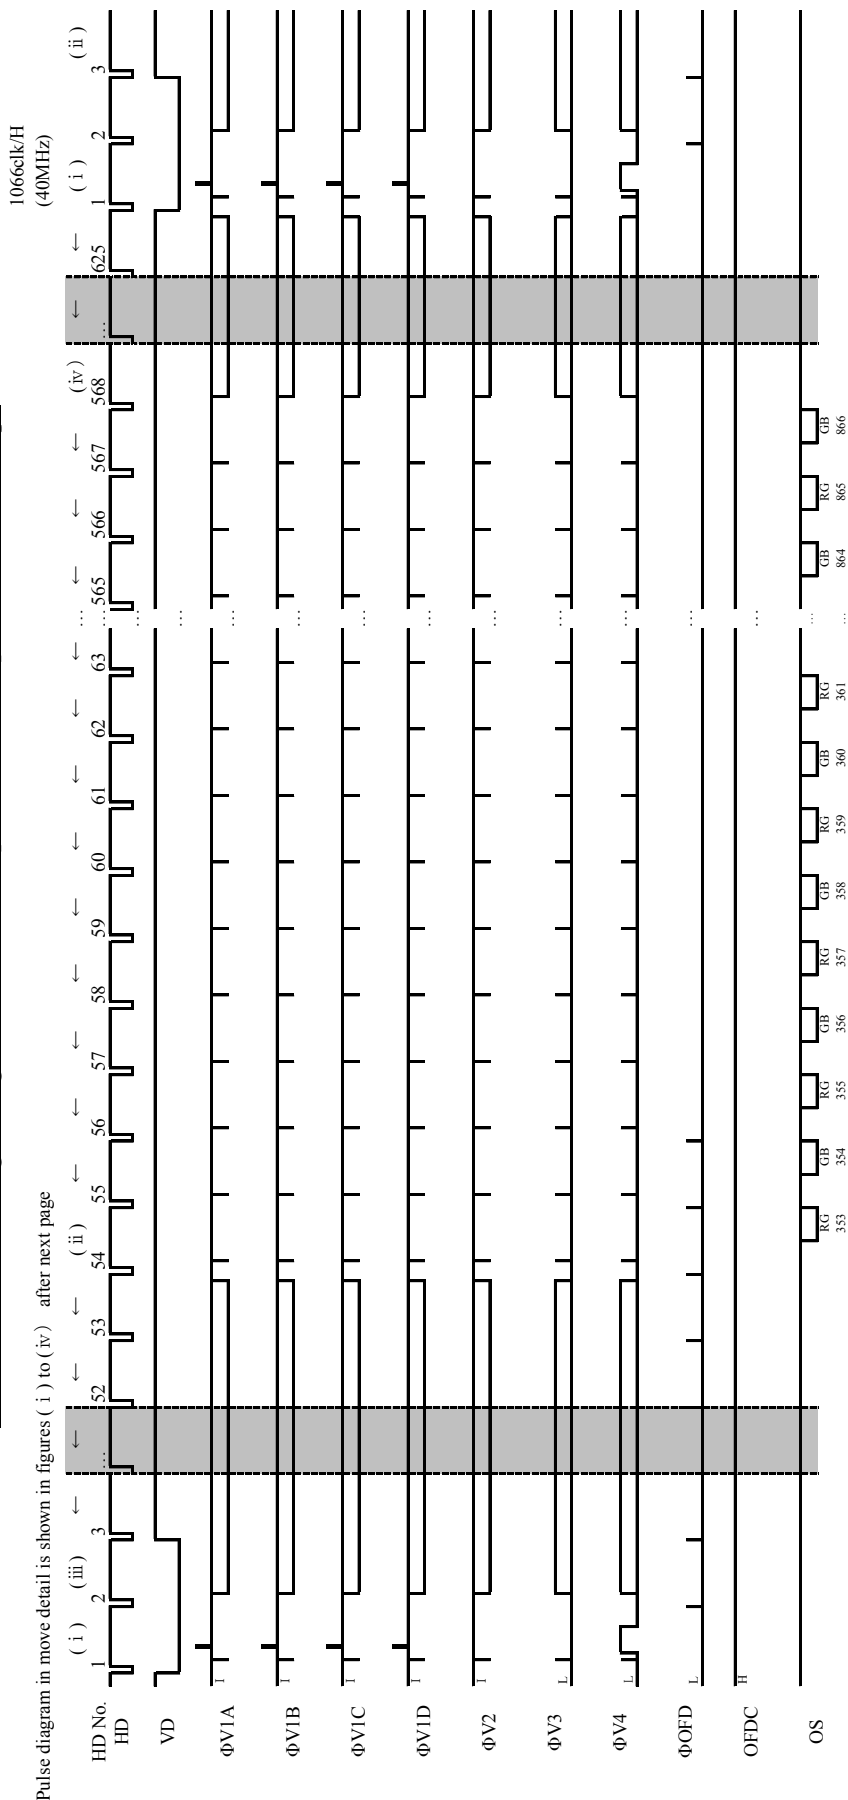 Pulse diagram in move detail is shown in figures ( i ) to (iv) after next page
1066clk/H
(40MHz)
( i ) (iii) ← ← ← ← ( ii ) ← ← ← ← ← ← ← ← ← ← ← ← (iv) ← ← ( i ) ( ii )
HD No. 1 2 3 … 52 53 54 55 56 57 58 59 60 61 62 63 … 565 566 567 568 … 625 1 2 3
HD
VD
ΦV1A I …
ΦV1B I …
ΦV1C I …
ΦV1D I …
ΦV2 I …
ΦV3 L …
ΦV4 L …
ΦOFD L …
OFDC H …
OS RG GB RG GB RG GB RG GB RG … GB RG GB
353 354 355 356 357 358 359 360 361 … 864 865 866